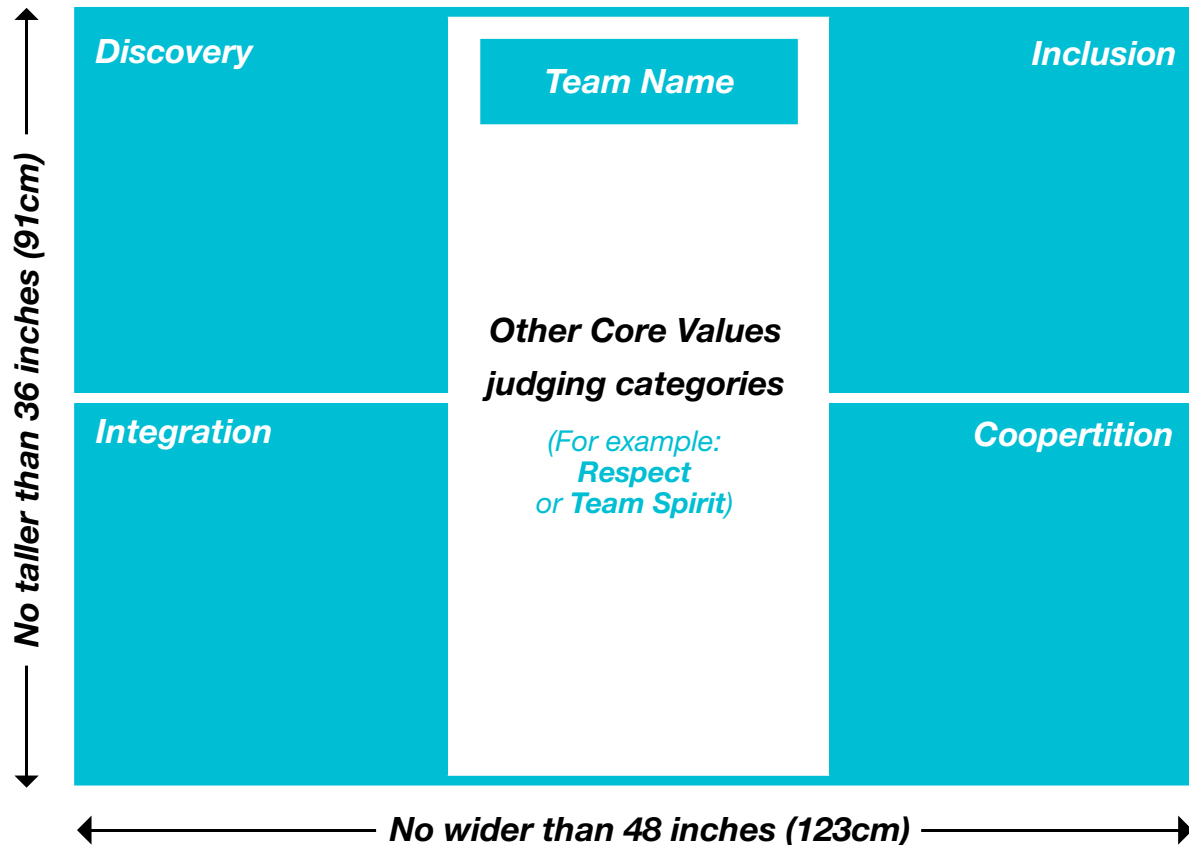 Discovery
Team Name
Inclusion
No taller than 36 inches (91cm)
Other Core Values
judging categories
(For example:
Respect
or Team Spirit)
Integration
Coopertition
No wider than 48 inches (123cm)